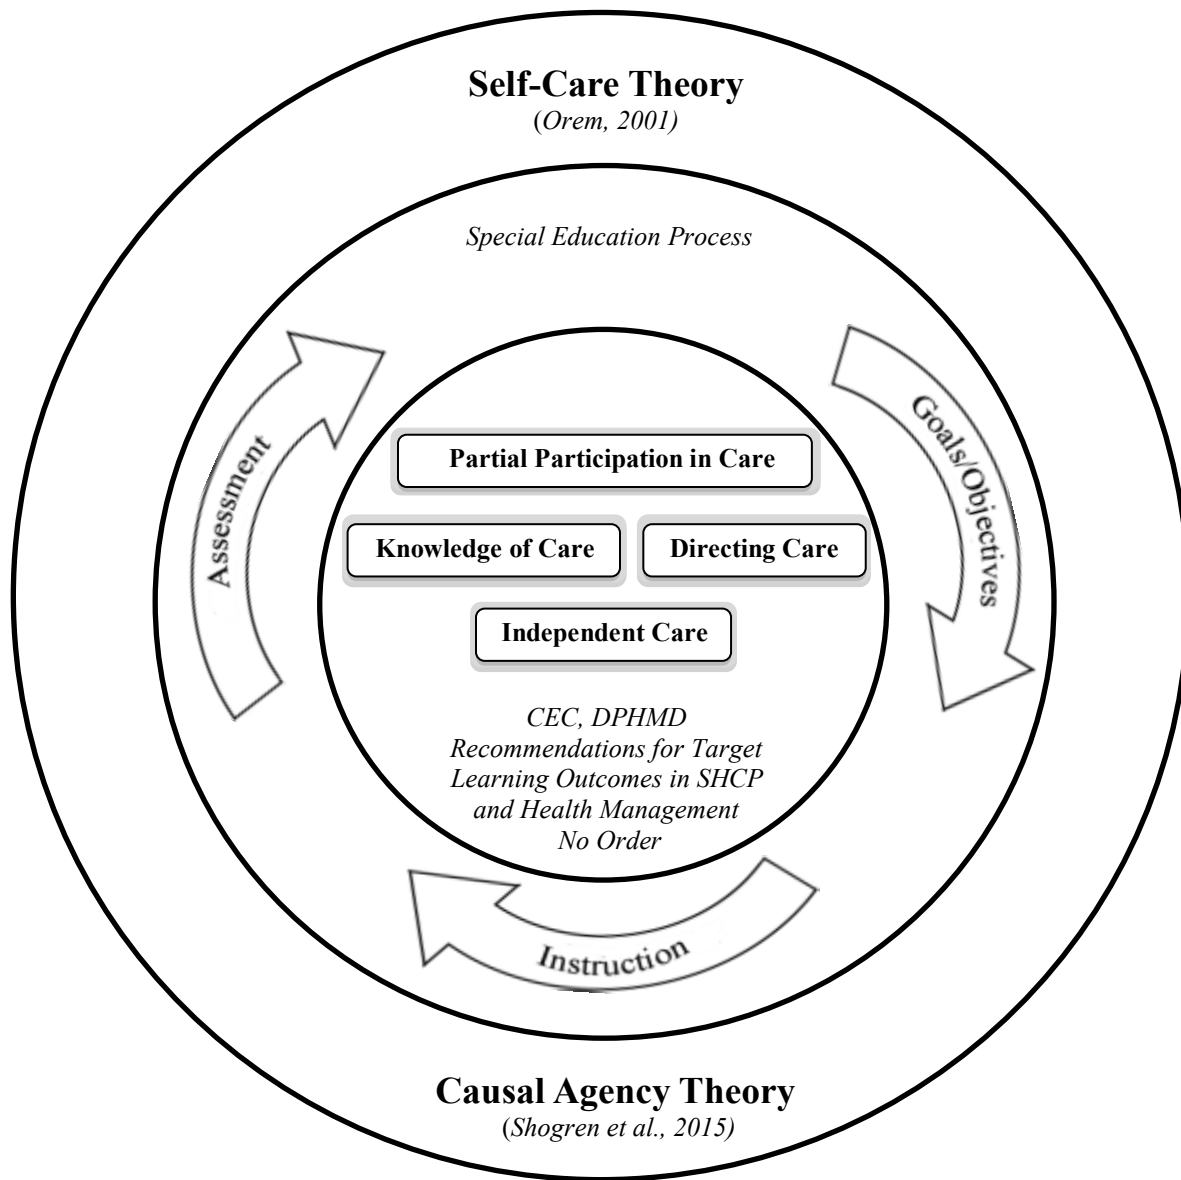 Self-Care Theory
(Orem, 2001)
Special Education Process
Assessment
Goals/Objectives
Partial Participation in Care
Knowledge of Care
Directing Care
Independent Care
CEC, DPHMD
Recommendations for Target
Learning Outcomes in SHCP
and Health Management
No Order
Instruction
Causal Agency Theory
(Shogren et al., 2015)